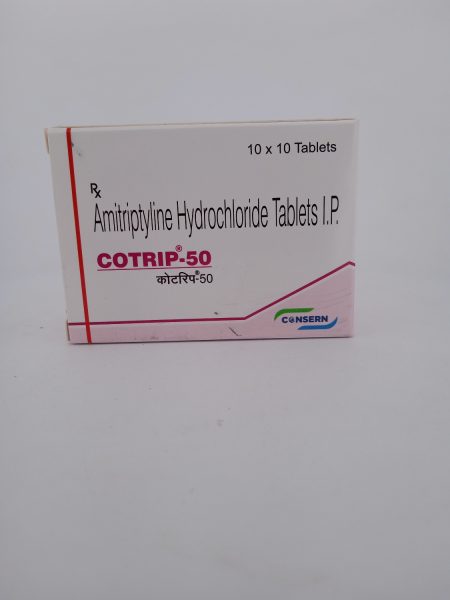 10 x 10 Tablets
Rx
Amitriptyline Hydrochloride Tablets I.P.
COTRIP®-50
कोटरिप®-50
CONSERN